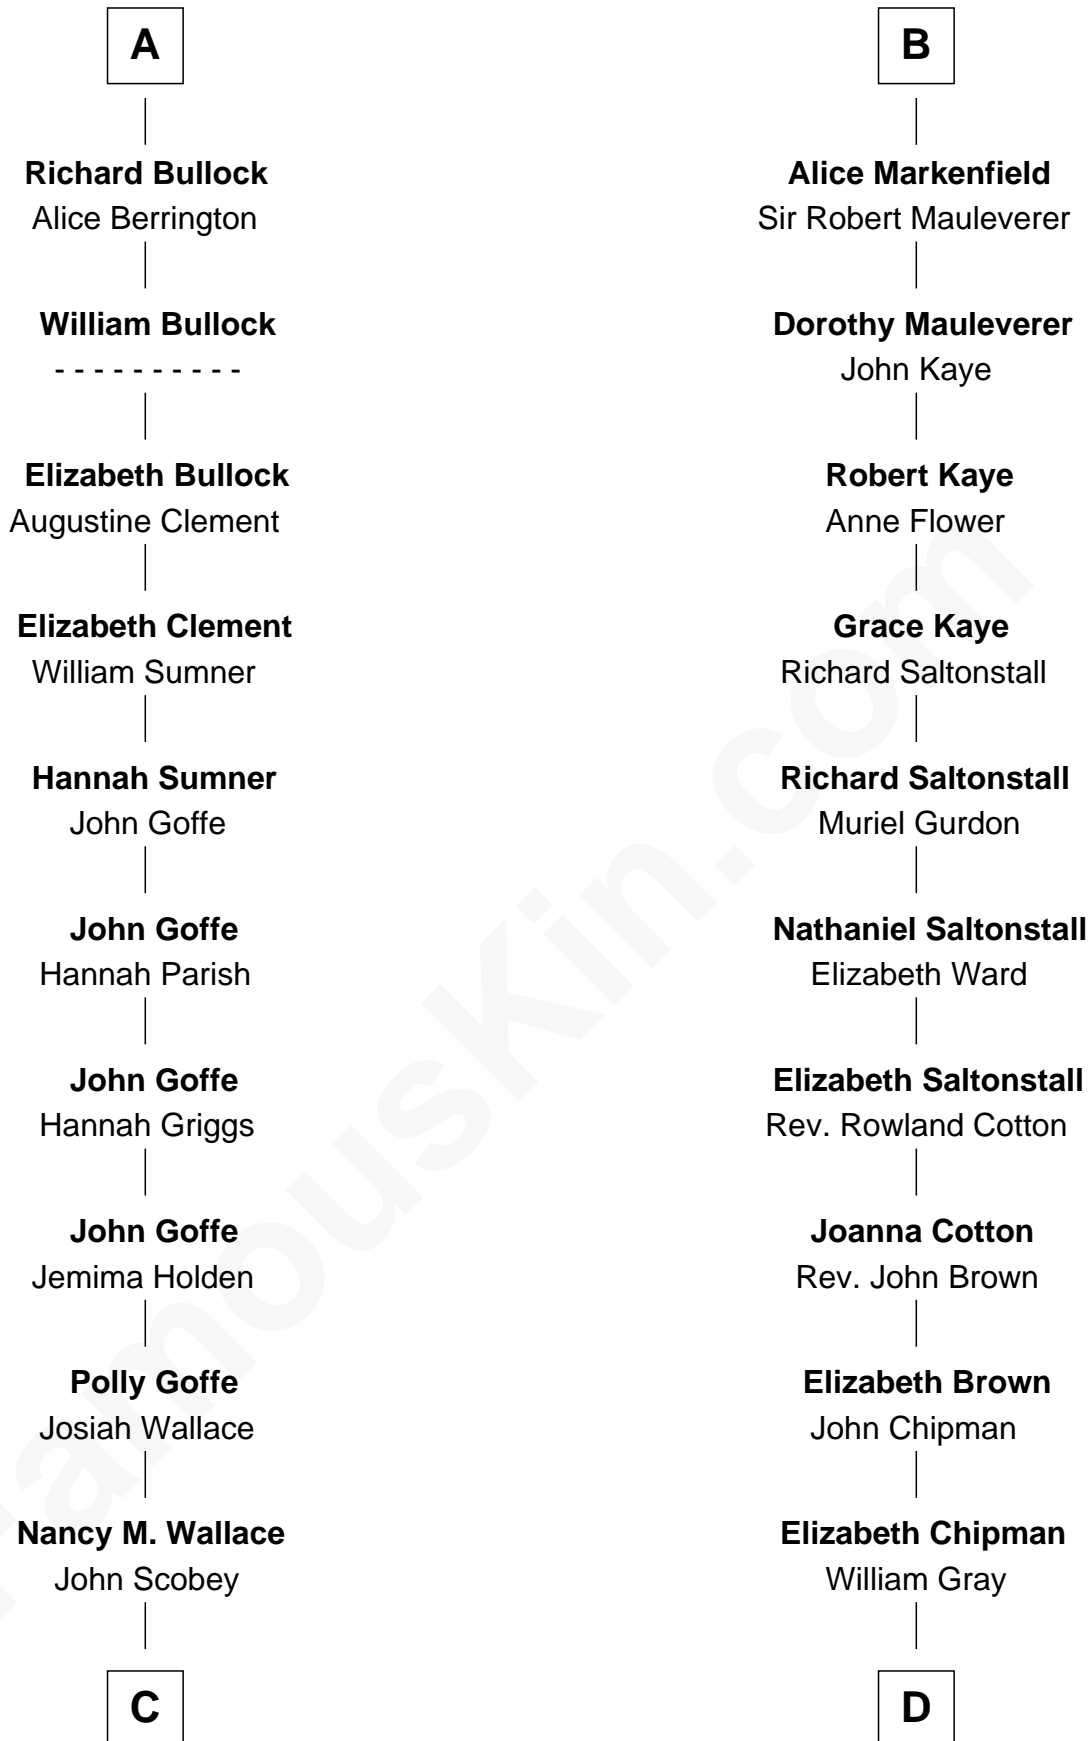 A
Richard Bullock
Alice Berrington
William Bullock
- - - - - - - - - -
Elizabeth Bullock
Augustine Clement
Elizabeth Clement
William Sumner
Hannah Sumner
John Goffe
John Goffe
Hannah Parish
John Goffe
Hannah Griggs
John Goffe
Jemima Holden
Polly Goffe
Josiah Wallace
Nancy M. Wallace
John Scobey
C
B
Alice Markenfield
Sir Robert Mauleverer
Dorothy Mauleverer
John Kaye
Robert Kaye
Anne Flower
Grace Kaye
Richard Saltonstall
Richard Saltonstall
Muriel Gurdon
Nathaniel Saltonstall
Elizabeth Ward
Elizabeth Saltonstall
Rev. Rowland Cotton
Joanna Cotton
Rev. John Brown
Elizabeth Brown
John Chipman
Elizabeth Chipman
William Gray
D
FamousKin.com